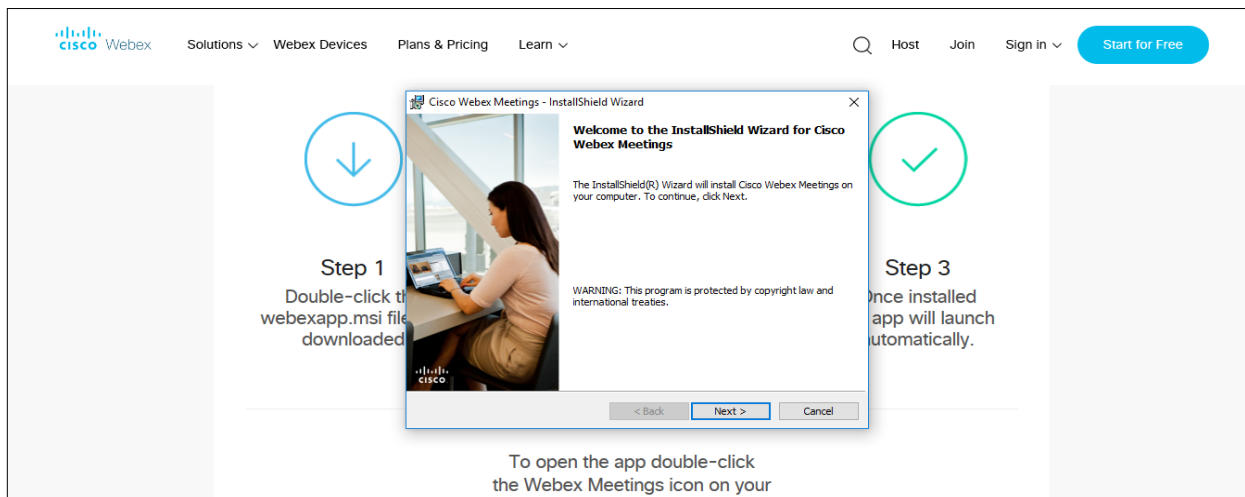 CISCO Webex
Solutions Webex Devices Plans & Pricing Learn Host Join Sign in Start for Free
Cisco Webex Meetings - InstallShield Wizard
Welcome to the InstallShield Wizard for Cisco
Webex Meetings
The InstallShield(R) Wizard will install Cisco Webex Meetings on
your computer. To continue, click Next.
WARNING: This program is protected by copyright law and
international treaties.
CISCO
< Back Next > Cancel
Step 1
Double-click
webexapp.msi
downloaded
Step 3
installed
app will launch
To open the app double-click
the Webex Meetings icon on your